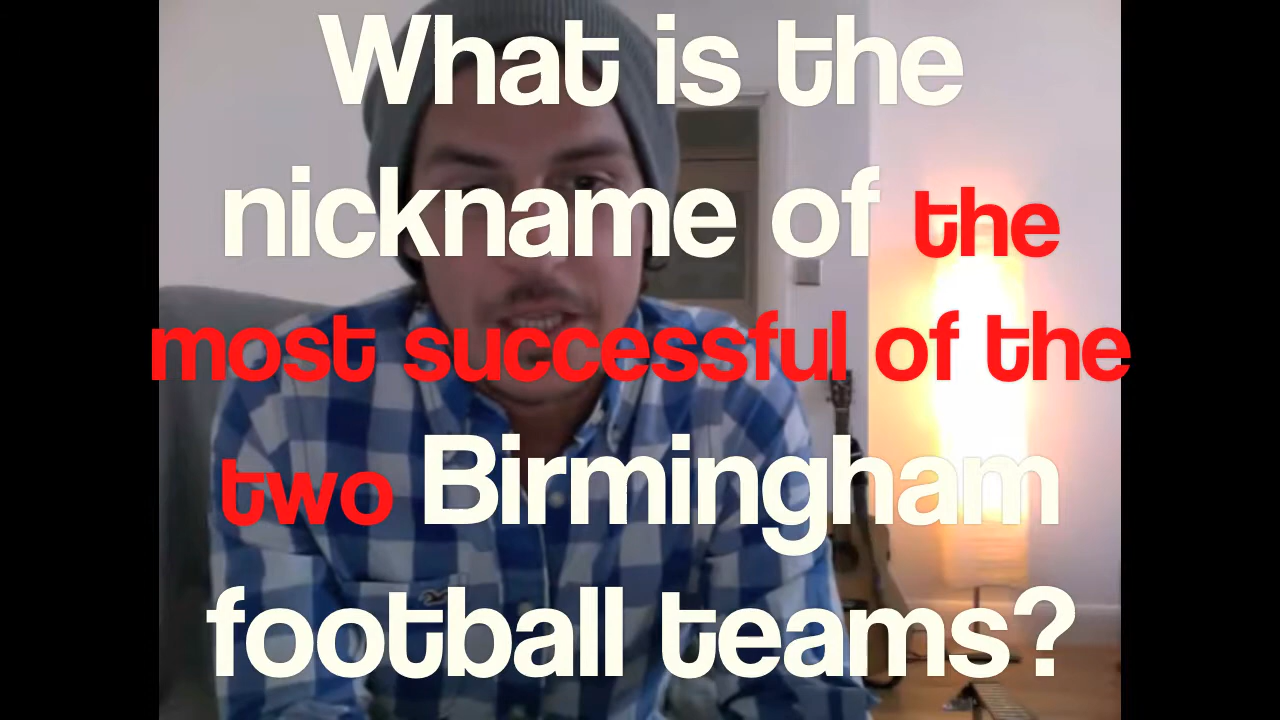 What is the
nickname of the
most successful of the
two Birmingham
football teams?